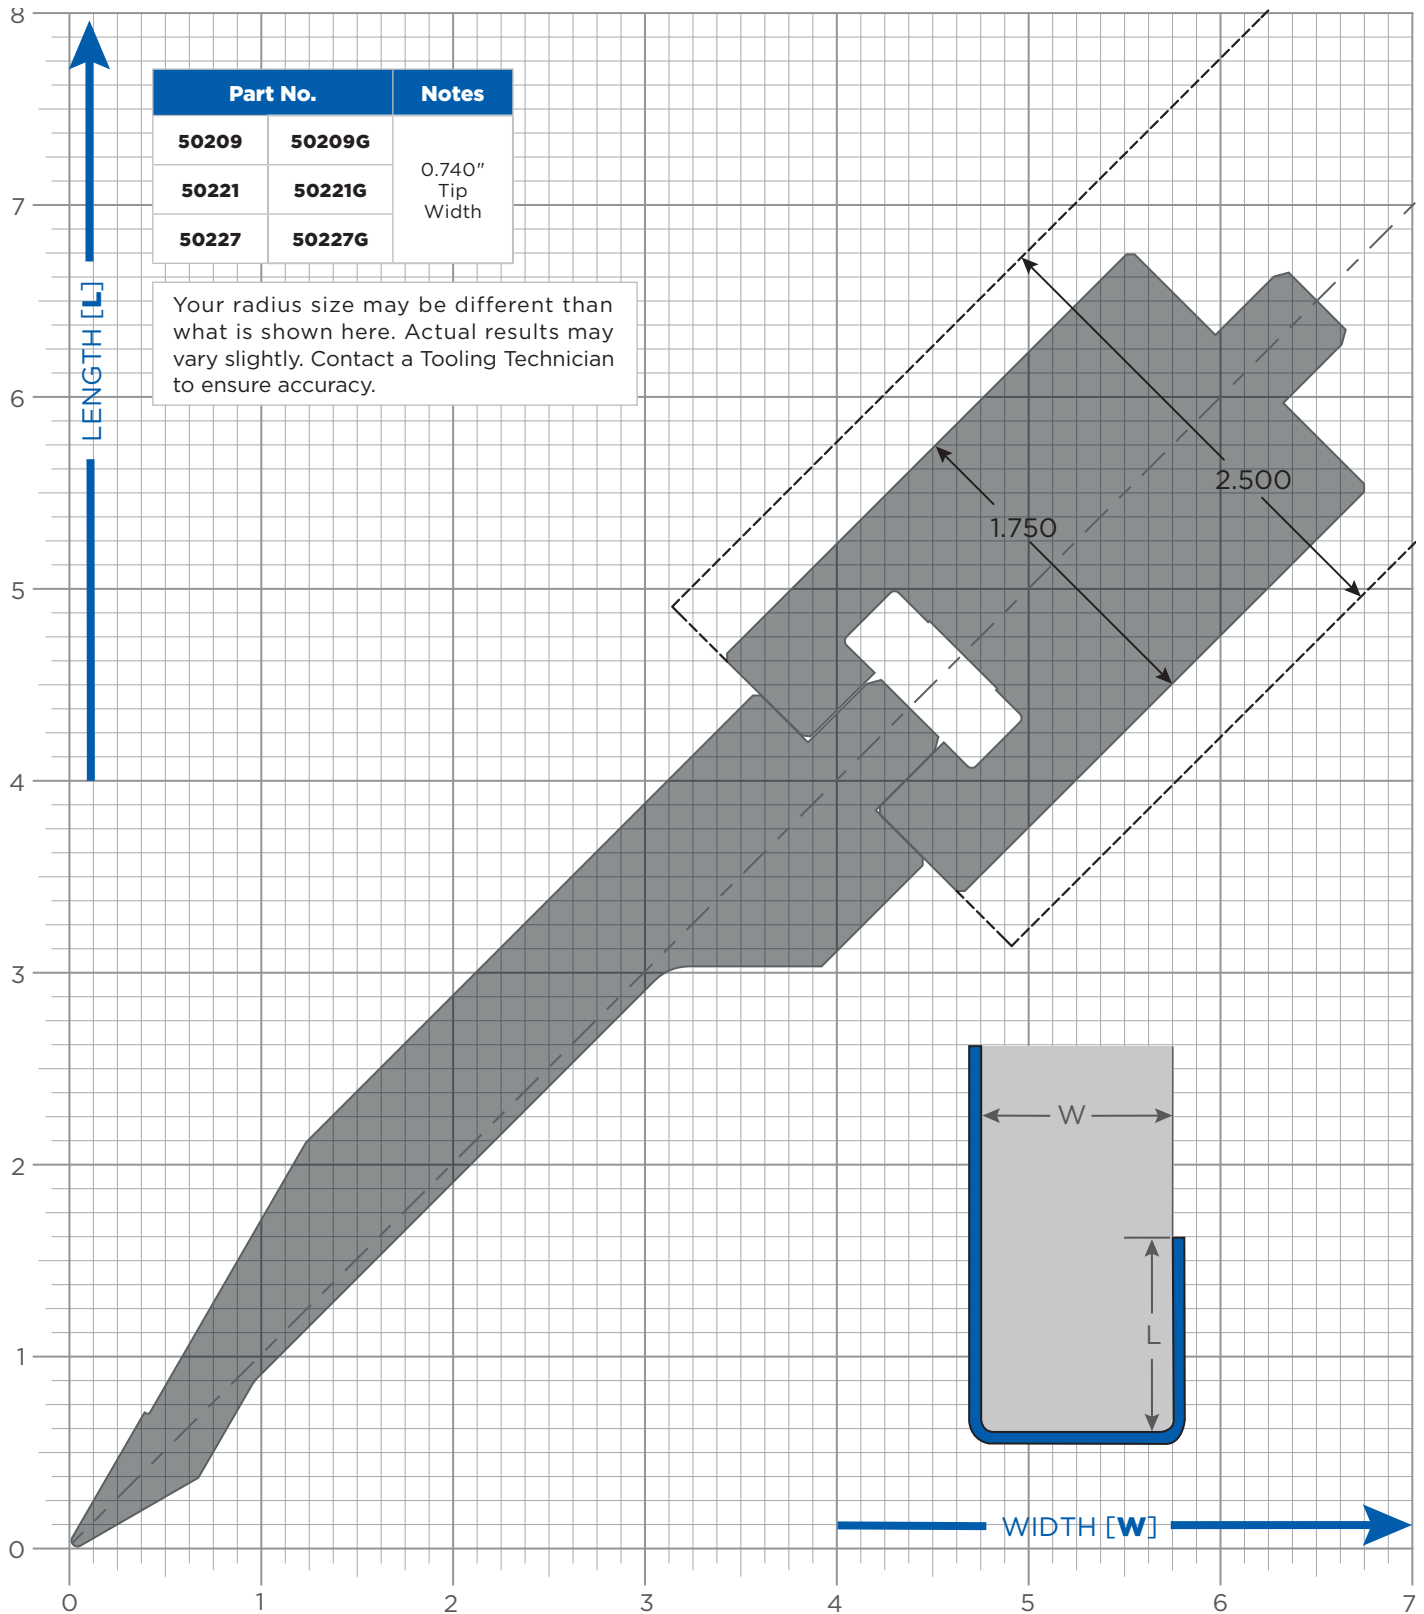 8
Part No. Notes
50209 50209G
50221 50221G
50227 50227G
0.740"
Tip
Width
7
LENGTH [L]
Your radius size may be different than
what is shown here. Actual results may
vary slightly. Contact a Tooling Technician
to ensure accuracy.
6
2.500
1.750
5
4
3
W
2
L
1
WIDTH [W]
0
0 1 2 3 4 5 6 7